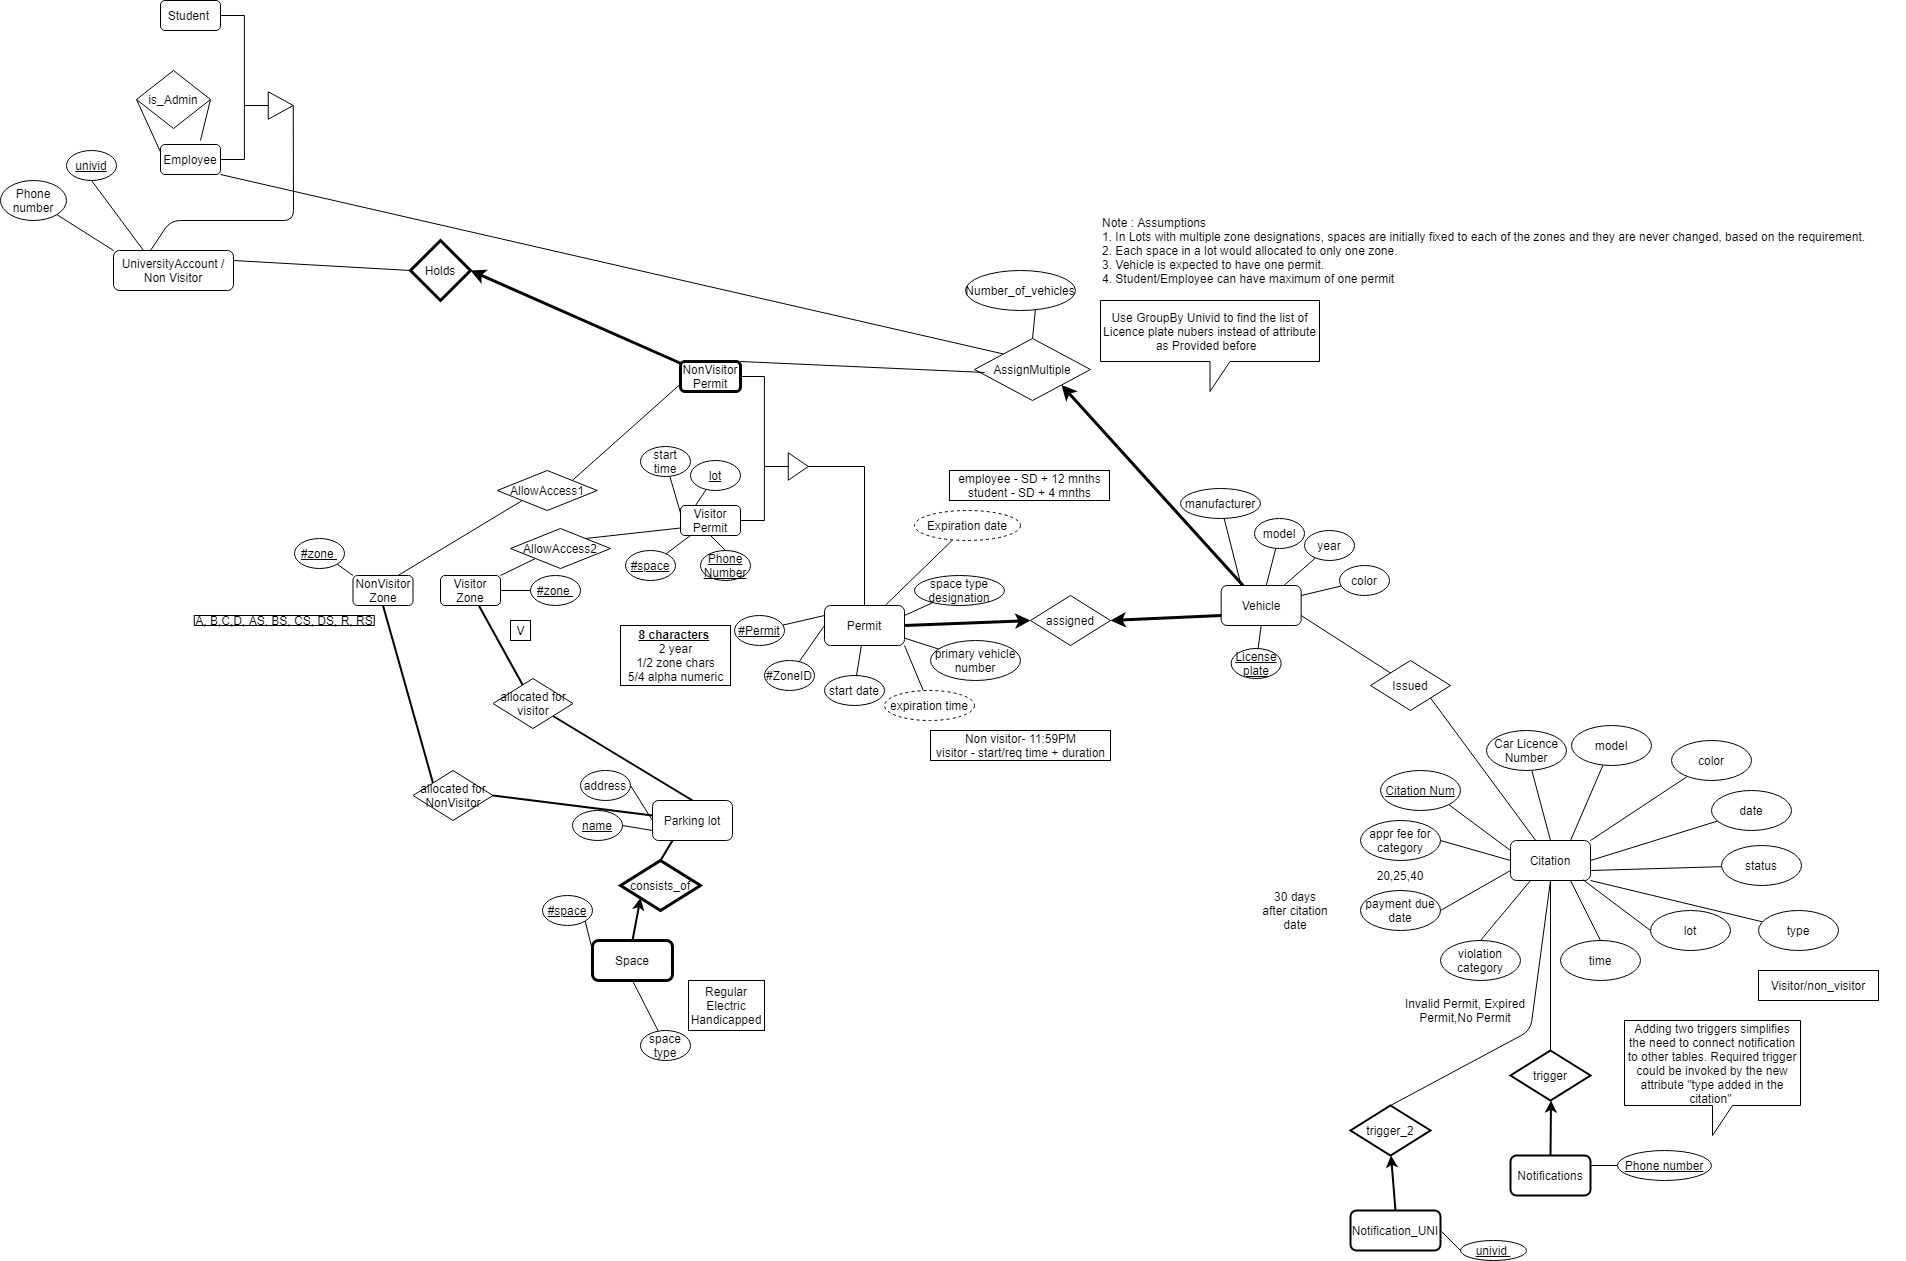 Student
is_Admin
Employee
univid
Phone
number
UniversityAccount /
Non Visitor
Holds
Note : Assumptions
1. In Lots with multiple zone designations, spaces are initially fixed to each of the zones and they are never changed, based on the requirement.
2. Each space in a lot would allocated to only one zone.
3. Vehicle is expected to have one permit.
4. Student/Employee can have maximum of one permit
Number_of_vehicles
Use GroupBy Univid to find the list of
Licence plate nubers instead of attribute
as Provided before
AssignMultiple
NonVisitor
Permit
AllowAccess1
start
time
lot
Visitor
Permit
AllowAccess2
#space
Phone
Number
employee - SD + 12 mnths
student - SD + 4 mnths
Expiration date
manufacturer
model
year
color
#zone
NonVisitor
Zone
Visitor
Zone
#zone
A, B,C,D, AS, BS, CS, DS, R, RS
V
space type
designation
Permit
assigned
Vehicle
8 characters
2 year
1/2 zone chars
5/4 alpha numeric
#Permit
#ZoneID
start date
primary vehicle
number
expiration time
License
plate
Issued
Non visitor- 11:59PM
visitor - start/req time + duration
allocated for
visitor
allocated for
NonVisitor
address
name
Parking lot
consists_of
#space
Space
Regular
Electric
Handicapped
space
type
Car Licence
Number
model
color
Citation Num
date
appr fee for
category
Citation
status
20,25,40
30 days
after citation
date
payment due
date
lot
type
violation
category
time
Visitor/non_visitor
Invalid Permit, Expired
Permit,No Permit
Adding two triggers simplifies
the need to connect notification
to other tables. Required trigger
could be invoked by the new
attribute "type added in the
citation"
trigger
trigger_2
Notifications
Phone number
Notification_UNI
univid